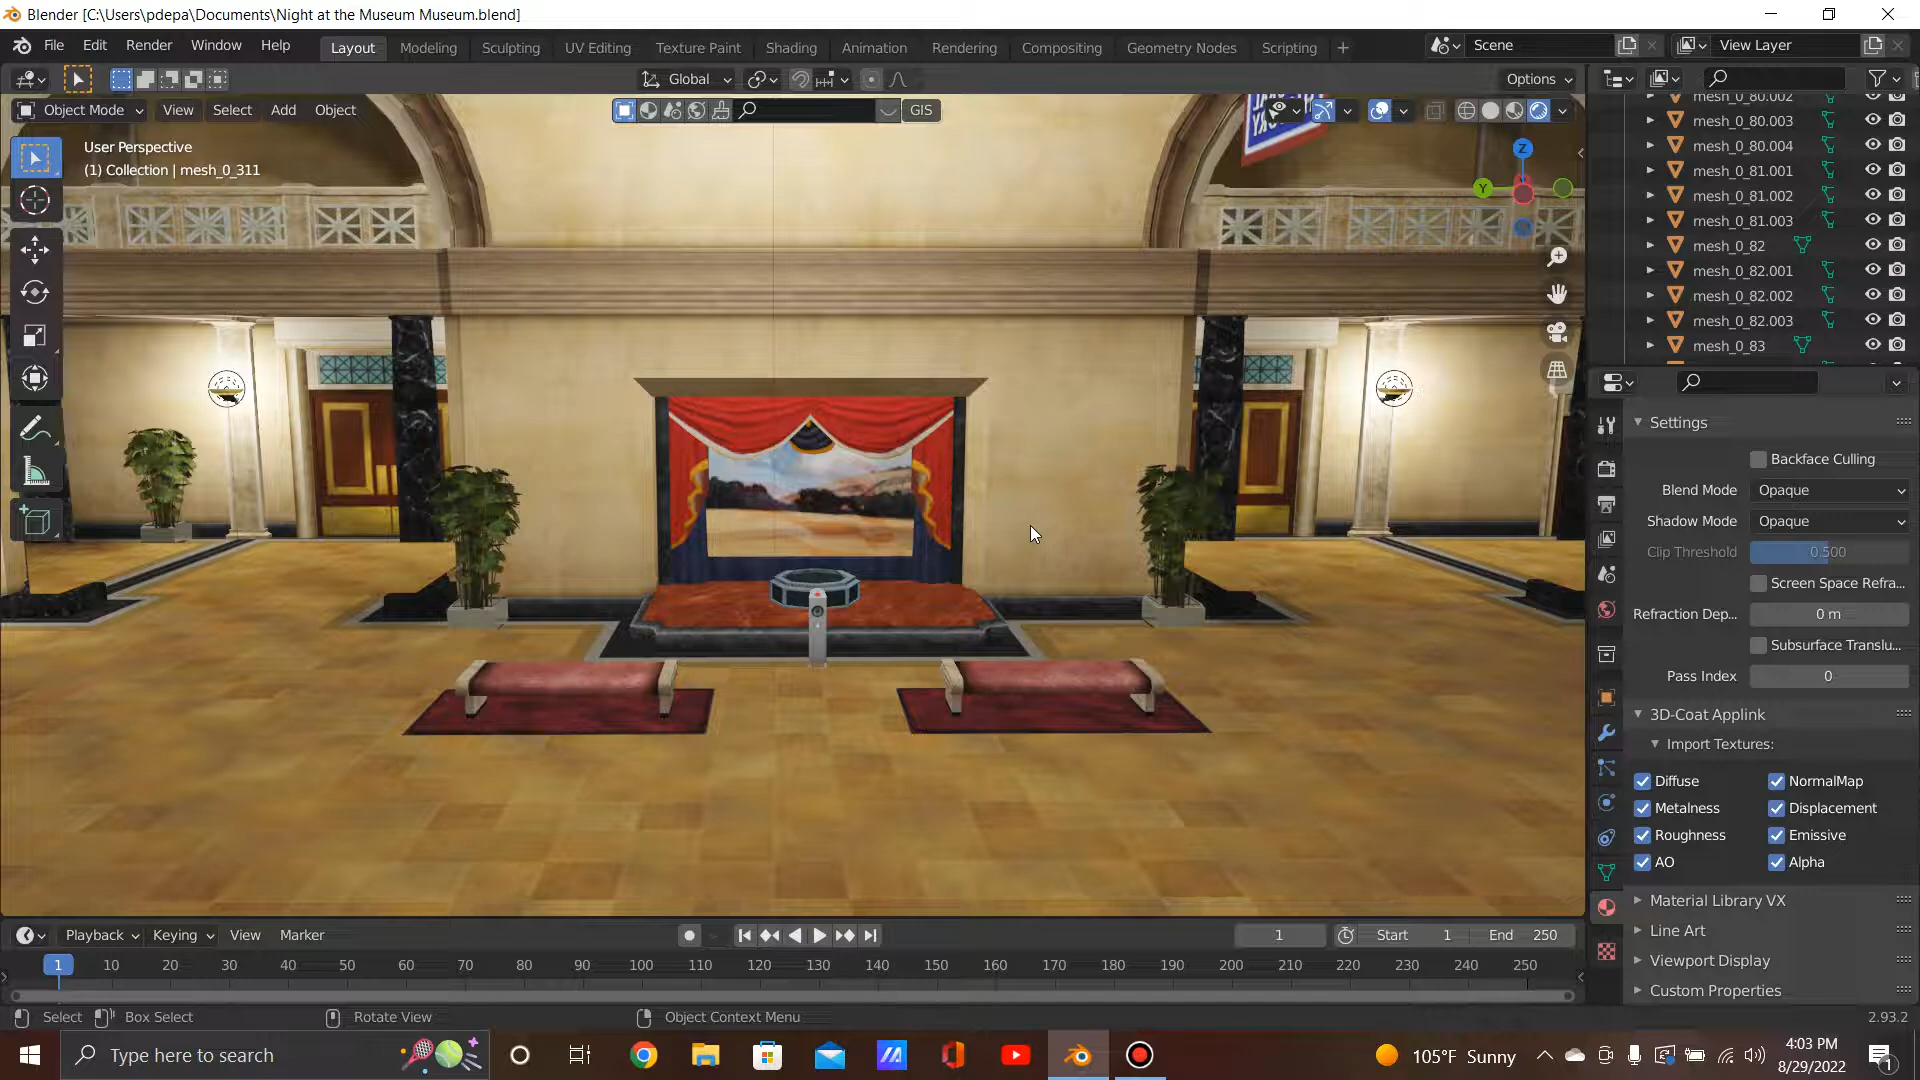 Blender [C:\Users\pdepa\Documents\Night at the Museum Museum.blend]
File Edit Render Window Help
Layout Modeling Sculpting UV Editing Texture Paint Shading Animation Rendering Compositing Geometry Nodes Scripting +
Scene
View Layer
Global
Options
Object Mode View Select Add Object
GIS
User Perspective
(1) Collection | mesh_0_311
Z
Y
mesh_0_80.002
mesh_0_80.003
mesh_0_80.004
mesh_0_81.001
mesh_0_81.002
mesh_0_81.003
mesh_0_82
mesh_0_82.001
mesh_0_82.002
mesh_0_82.003
mesh_0_83
Settings
Backface Culling
Blend Mode Opaque
Shadow Mode Opaque
Clip Threshold 0.500
Screen Space Refra...
Refraction Dep... 0 m
Subsurface Translu...
Pass Index 0
3D-Coat Applink
Import Textures:
Diffuse NormalMap
Metalness Displacement
Roughness Emissive
AO Alpha
Material Library VX
Line Art
Viewport Display
Custom Properties
Playback Keying View Marker
1 Start 1 End 250
1 10 20 30 40 50 60 70 80 90 100 110 120 130 140 150 160 170 180 190 200 210 220 230 240 250
Select Box Select Rotate View Object Context Menu
2.93.2
Type here to search
105°F Sunny
4:03 PM
8/29/2022
1